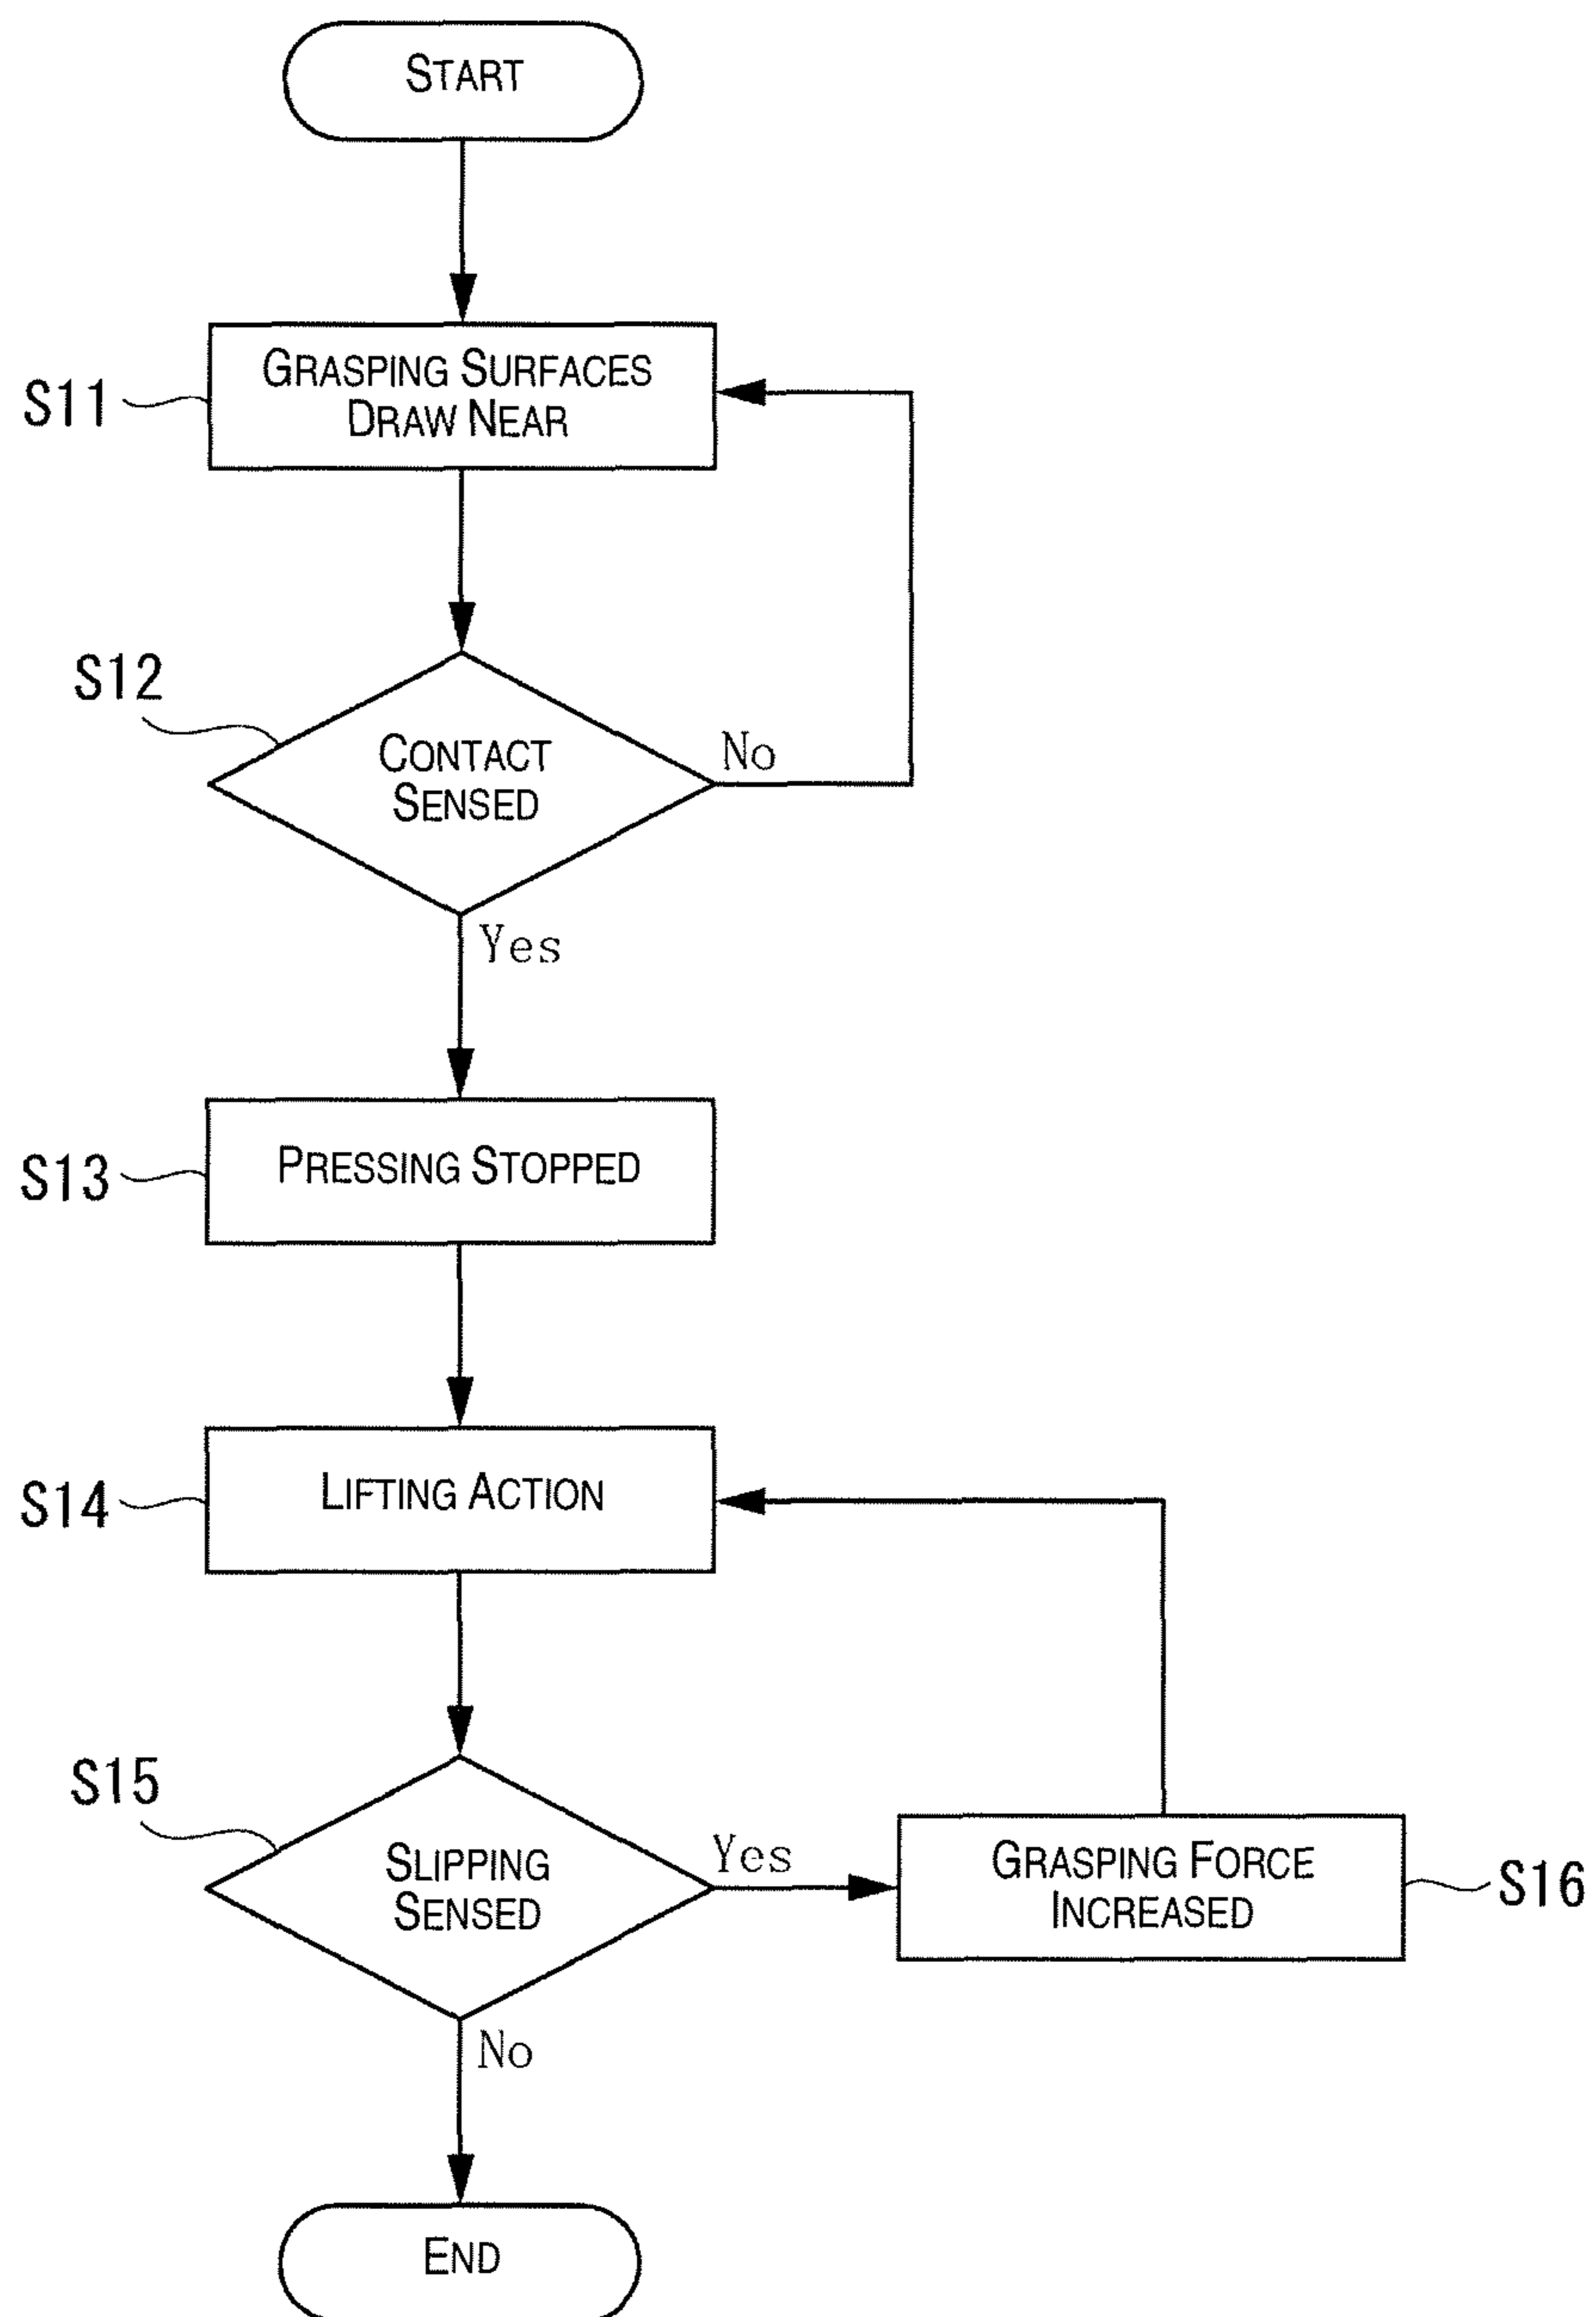 START
GRASPING SURFACES
DRAW NEAR
S11
S12
CONTACT
SENSED
No
Yes
S13
PRESSING STOPPED
S14
LIFTING ACTION
S15
SLIPPING
SENSED
Yes
GRASPING FORCE
INCREASED
S16
No
END